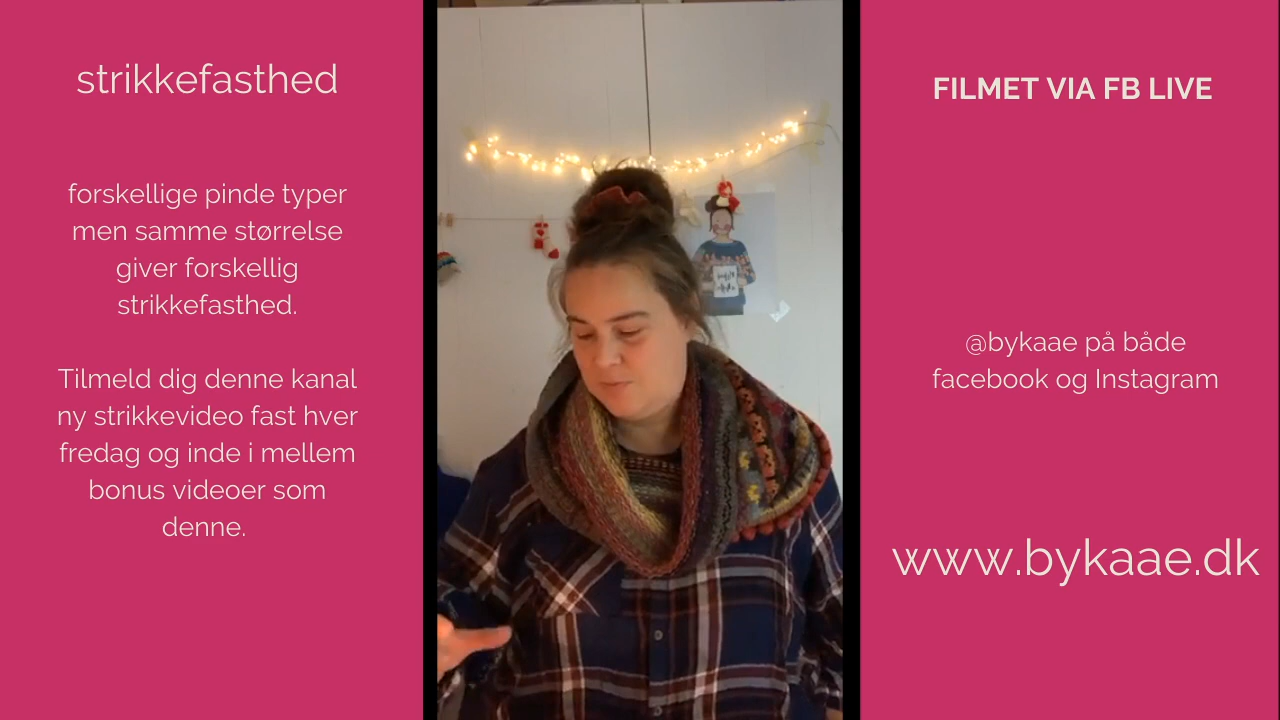 strikkefasthed
forskellige pinde typer
men samme størrelse
giver forskellig
strikkefasthed.
Tilmeld dig denne kanal
ny strikkevideo fast hver
fredag og inde i mellem
bonus videoer som
denne.
FILMET VIA FB LIVE
@bykaae på både
facebook og Instagram
www.bykaae.dk